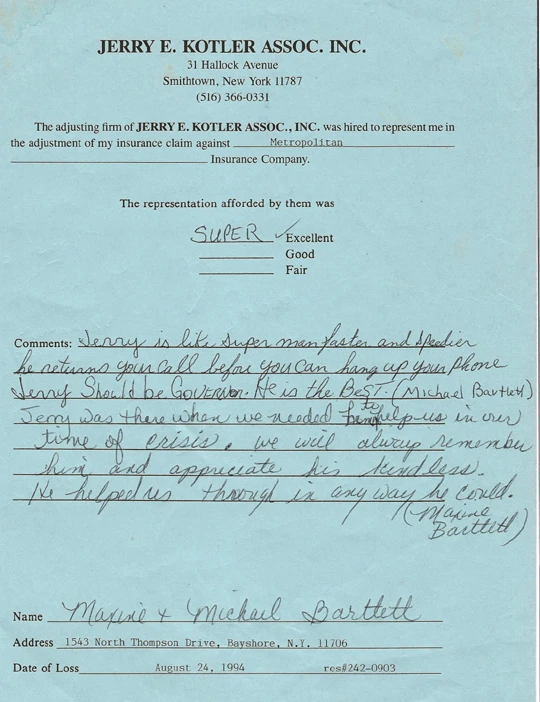 JERRY E. KOTLER ASSOC. INC.
31 Hallock Avenue
Smithtown, New York 11787
(516) 366-0331
The adjusting firm of JERRY E. KOTLER ASSOC., INC. was hired to represent me in
the adjustment of my insurance claim against Metropolitan
Insurance Company.
The representation afforded by them was
SUPER ✓ Excellent
Good
Fair
Comments: Jerry is like Super man faster and Speedier
he returns your call before you can hang up your phone
Jerry Should be GOVERNOR. He is the BEST. (Michael Bartlett)
Jerry was there when we needed to help us in our
time of crisis. we will always remember
him and appreciate his kindless.
He helped us through in any way he could.
(Maxine
Bartlett)
Name Maxine + Michael Bartlett
Address 1543 North Thompson Drive, Bayshore, N.Y. 11706
Date of Loss August 24, 1994 res#242-0903